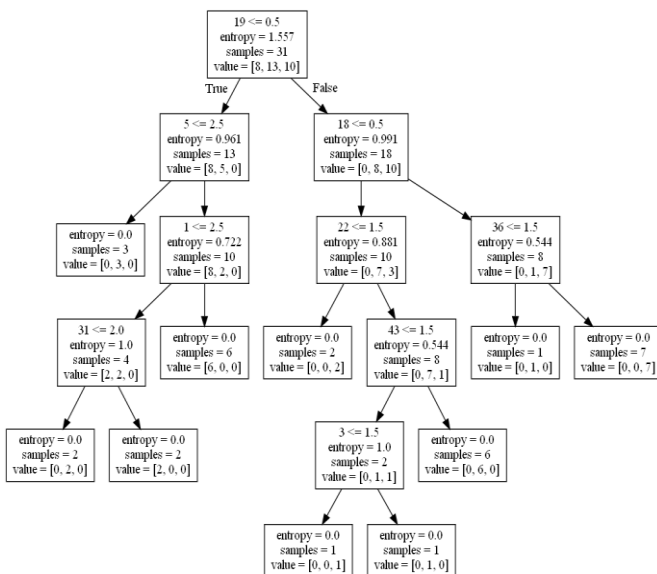 19 <= 0.5
entropy = 1.557
samples = 31
value = [8, 13, 10]
True
False
5 <= 2.5
entropy = 0.961
samples = 13
value = [8, 5, 0]
18 <= 0.5
entropy = 0.991
samples = 18
value = [0, 8, 10]
entropy = 0.0
samples = 3
value = [0, 3, 0]
1 <= 2.5
entropy = 0.722
samples = 10
value = [8, 2, 0]
22 <= 1.5
entropy = 0.881
samples = 10
value = [0, 7, 3]
36 <= 1.5
entropy = 0.544
samples = 8
value = [0, 1, 7]
31 <= 2.0
entropy = 1.0
samples = 4
value = [2, 2, 0]
entropy = 0.0
samples = 6
value = [6, 0, 0]
entropy = 0.0
samples = 2
value = [0, 0, 2]
43 <= 1.5
entropy = 0.544
samples = 8
value = [0, 7, 1]
entropy = 0.0
samples = 1
value = [0, 1, 0]
entropy = 0.0
samples = 7
value = [0, 0, 7]
entropy = 0.0
samples = 2
value = [0, 2, 0]
entropy = 0.0
samples = 2
value = [2, 0, 0]
3 <= 1.5
entropy = 1.0
samples = 2
value = [0, 1, 1]
entropy = 0.0
samples = 6
value = [0, 6, 0]
entropy = 0.0
samples = 1
value = [0, 0, 1]
entropy = 0.0
samples = 1
value = [0, 1, 0]